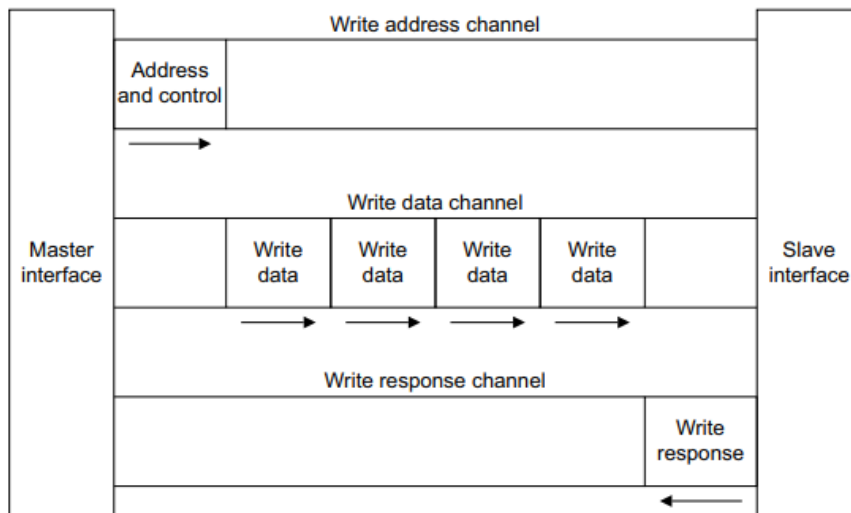 Write address channel
Address
and control
Write data channel
Master
interface
Write
data
Write
data
Write
data
Write
data
Slave
interface
Write response channel
Write
response